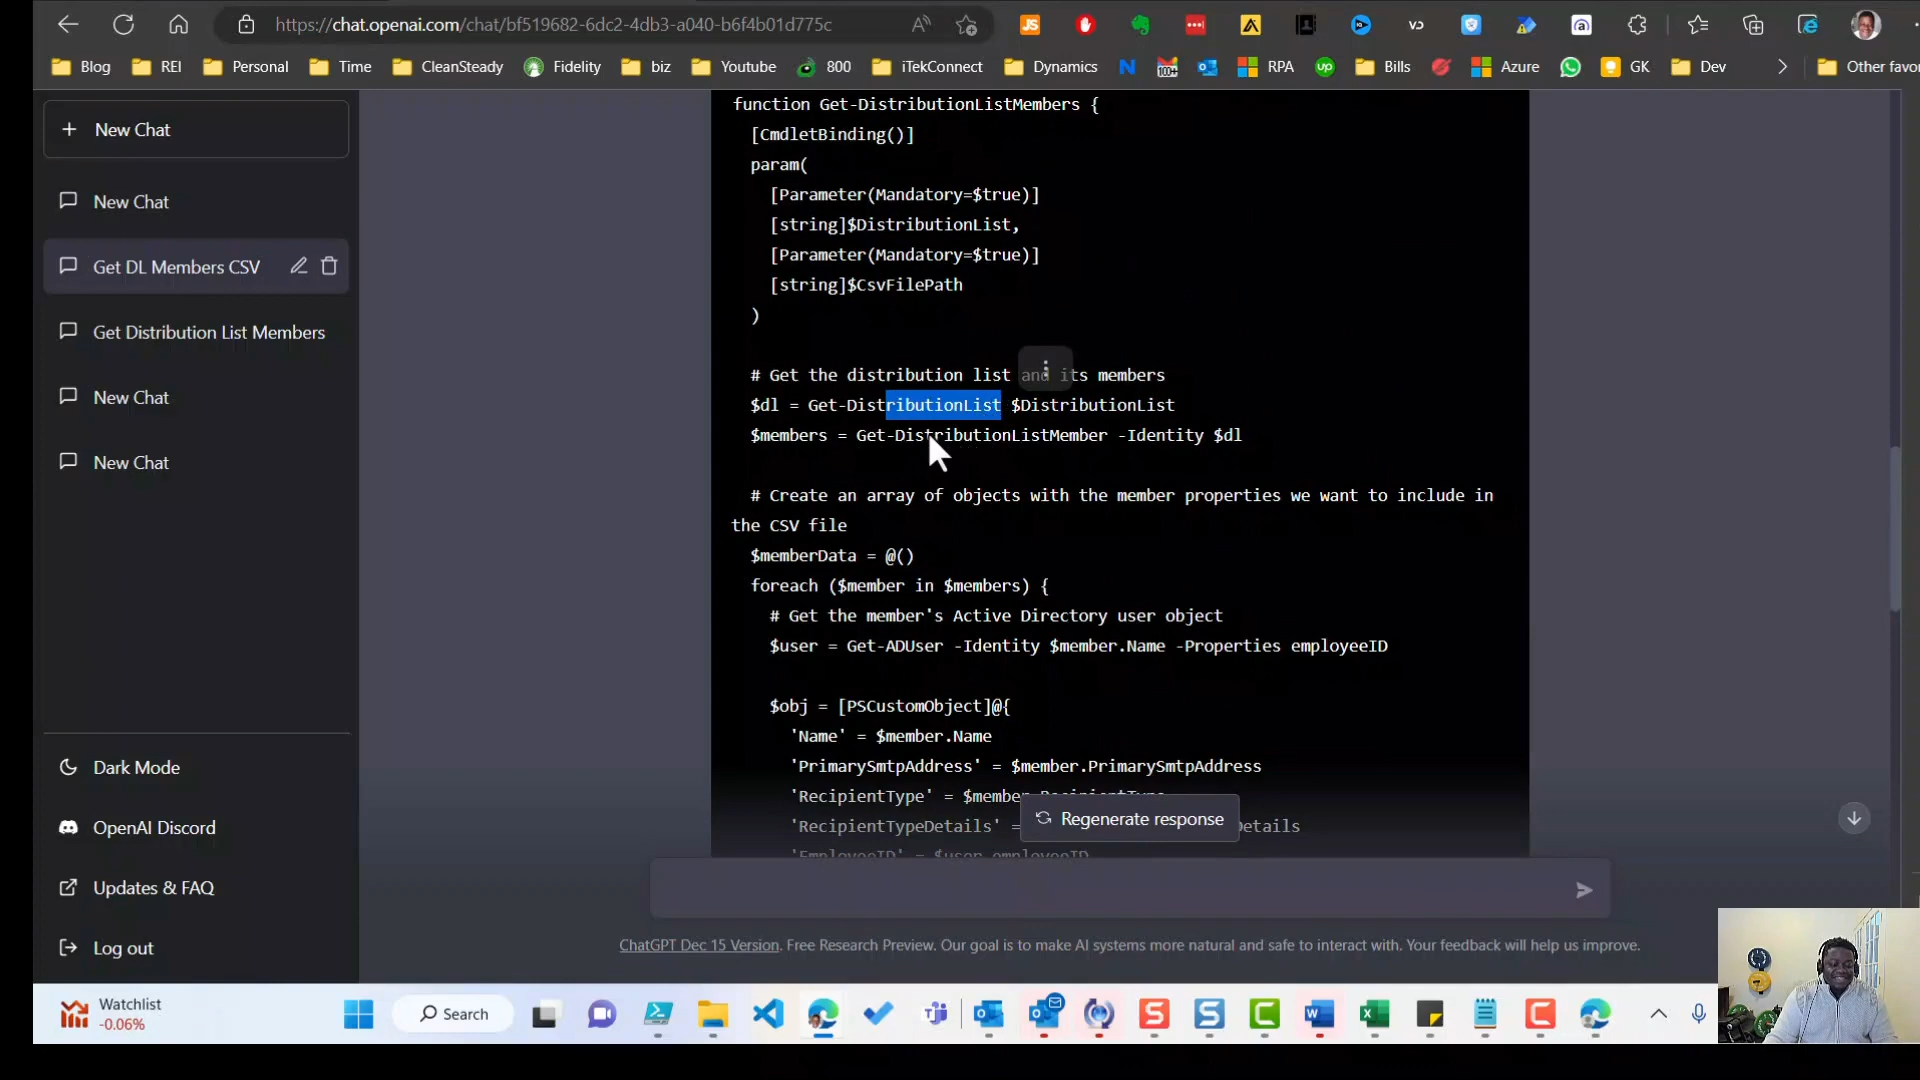 https://chat.openai.com/chat/bf519682-6dc2-4db3-a040-b6f4b01d775c
Blog REI Personal Time CleanSteady Fidelity biz Youtube 800 iTekConnect Dynamics RPA Bills Azure GK Dev Other favo
New Chat
New Chat
Get DL Members CSV
Get Distribution List Members
New Chat
New Chat
Dark Mode
OpenAI Discord
Updates & FAQ
Log out
function Get-DistributionListMembers {
[CmdletBinding()]
param(
[Parameter(Mandatory=$true)]
[string]$DistributionList,
[Parameter(Mandatory=$true)]
[string]$CsvFilePath
)
# Get the distribution list and its members
$dl = Get-DistributionList $DistributionList
$members = Get-DistributionListMember -Identity $dl
# Create an array of objects with the member properties we want to include in
the CSV file
$memberData = @()
foreach ($member in $members) {
# Get the member's Active Directory user object
$user = Get-ADUser -Identity $member.Name -Properties employeeID
$obj = [PSCustomObject]@{
'Name' = $member.Name
'PrimarySmtpAddress' = $member.PrimarySmtpAddress
'RecipientType' = $member.RecipientType
'RecipientTypeDetails' = Details
'EmployeeID' = $user.employeeID
Regenerate response
ChatGPT Dec 15 Version. Free Research Preview. Our goal is to make AI systems more natural and safe to interact with. Your feedback will help us improve.
Watchlist
-0.06%
Search